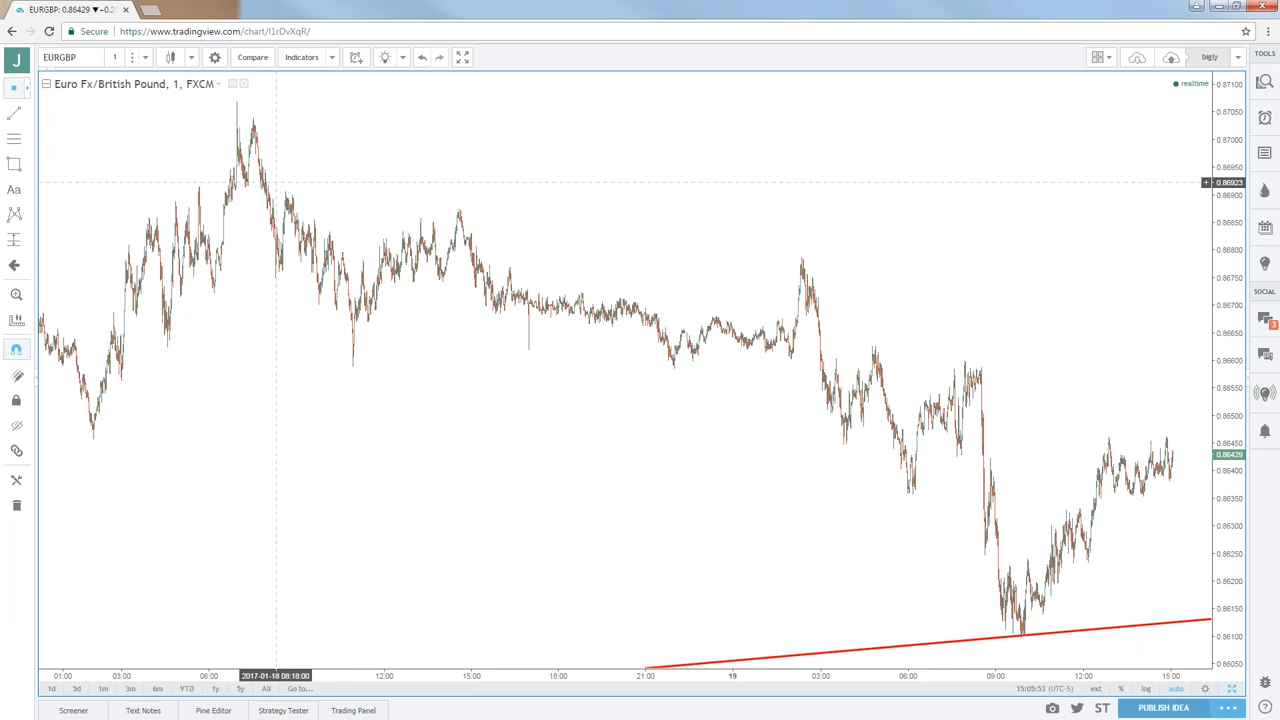 EURGBP: 0.86429 ▼−0.2
Secure https://www.tradingview.com/chart/I1rDvXqR/
J EURGBP 1 Compare Indicators bigly
TOOLS
Euro Fx/British Pound, 1, FXCM
realtime
0.87100
0.87050
0.87000
0.86950
0.86923
0.86900
0.86850
0.86800
0.86750
0.86700
0.86650
0.86600
0.86550
0.86500
0.86450
0.86429
0.86400
0.86350
0.86300
0.86250
0.86200
0.86150
0.86100
0.86050
Aa
SOCIAL
3
01:00 03:00 06:00 2017-01-18 08:18:00 12:00 15:00 18:00 21:00 19 03:00 06:00 09:00 12:00 15:00
1d 5d 1m 3m 6m YTD 1y 5y All Go to... 15:05:53 (UTC-5) ext % log auto
Screener Text Notes Pine Editor Strategy Tester Trading Panel ST PUBLISH IDEA